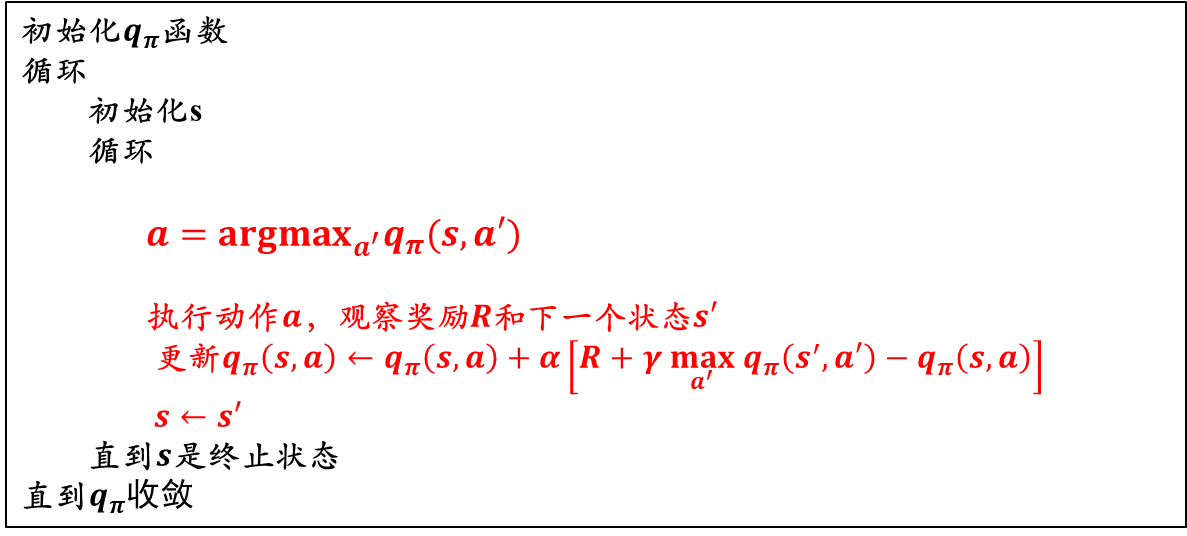 初始化qπ函数
循环
初始化s
循环
a = argmaxa′ qπ(s, a′)
执行动作a，观察奖励R和下一个状态s′
更新qπ(s, a) ← qπ(s, a) + α[R + γ maxa′ qπ(s′, a′) − qπ(s, a)]
s ← s′
直到s是终止状态
直到qπ收敛